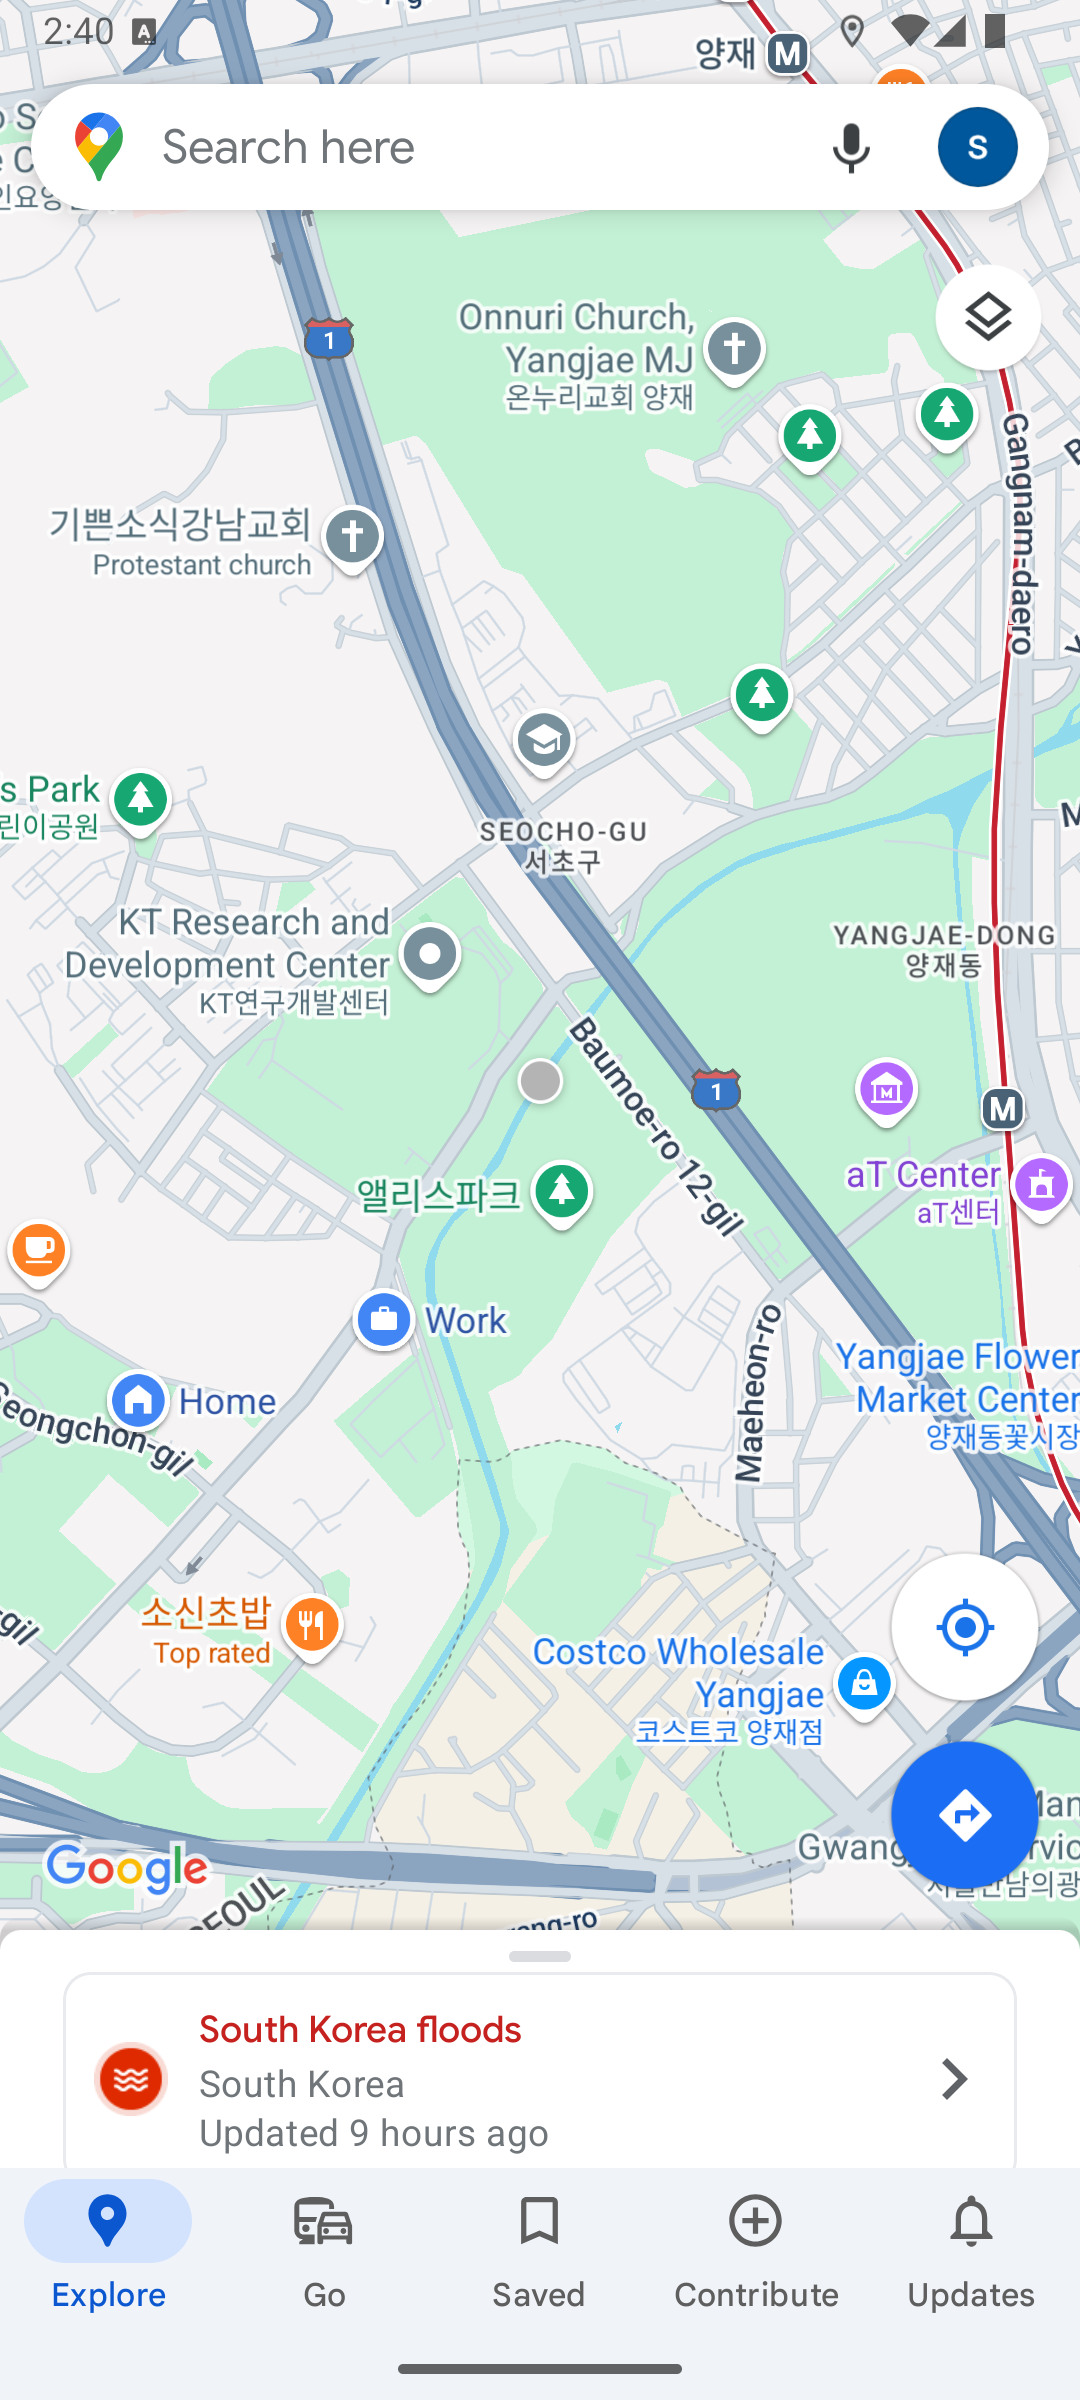 2:40
양재 M
Search here
S
1
Onnuri Church,
Yangjae MJ
온누리교회 양재
Gangnam-daero
기쁜소식강남교회
Protestant church
s Park
린이공원
SEOCHO-GU
서초구
KT Research and
Development Center
KT연구개발센터
YANGJAE-DONG
양재동
Baumoe-ro 12-gil
1
M
aT Center
aT센터
앨리스파크
Work
Home
Seongchon-gil
Maeheon-ro
Yangjae Flower
Market Center
양재동꽃시장
-gil
소신초밥
Top rated
Costco Wholesale
Yangjae
코스트코 양재점
Google
SEOUL
South Korea floods
South Korea
Updated 9 hours ago
Explore
Go
Saved
Contribute
Updates